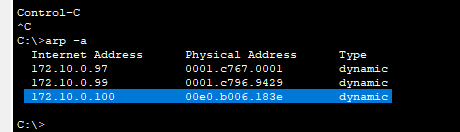 Control-C
^C
C:\>arp -a
Internet Address Physical Address Type
172.10.0.97 0001.c767.0001 dynamic
172.10.0.99 0001.c796.9429 dynamic
172.10.0.100 00e0.b006.183e dynamic
C:\>